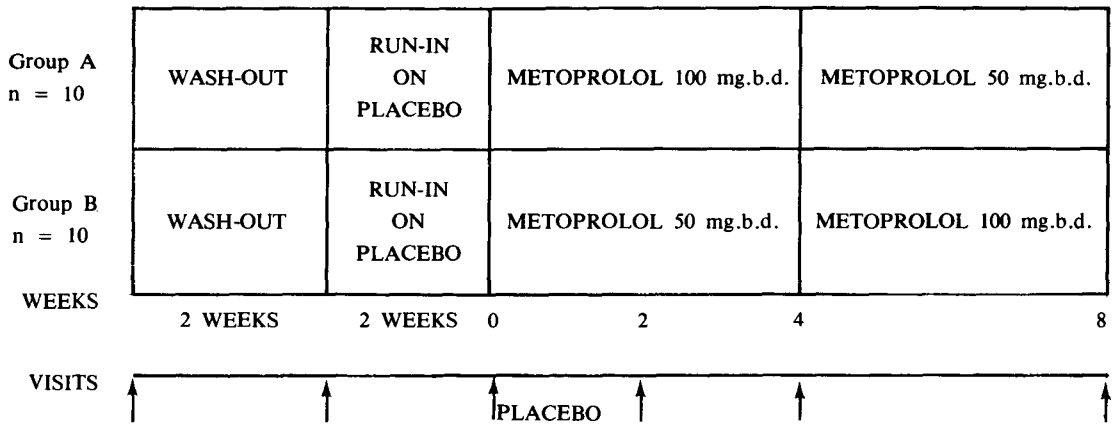 Group A
n = 10
WASH-OUT
RUN-IN
ON
PLACEBO
METOPROLOL 100 mg.b.d.
METOPROLOL 50 mg.b.d.
Group B
n = 10
WASH-OUT
RUN-IN
ON
PLACEBO
METOPROLOL 50 mg.b.d.
METOPROLOL 100 mg.b.d.
WEEKS
2 WEEKS 2 WEEKS 0 2 4 8
VISITS
PLACEBO